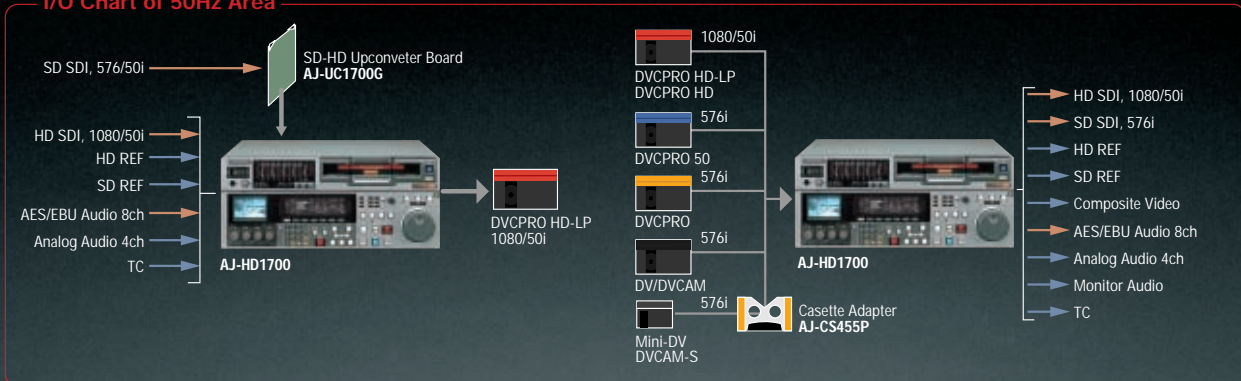 I/O Chart of 50Hz Area
SD SDI, 576/50i
SD-HD Upconveter Board
AJ-UC1700G
HD SDI, 1080/50i
HD REF
SD REF
AES/EBU Audio 8ch
Analog Audio 4ch
TC
AJ-HD1700
DVCPRO HD-LP
1080/50i
1080/50i
DVCPRO HD-LP
DVCPRO HD
576i
DVCPRO 50
576i
DVCPRO
576i
DV/DVCAM
576i
Mini-DV
DVCAM-S
Casette Adapter
AJ-CS455P
AJ-HD1700
HD SDI, 1080/50i
SD SDI, 576i
HD REF
SD REF
Composite Video
AES/EBU Audio 8ch
Analog Audio 4ch
Monitor Audio
TC